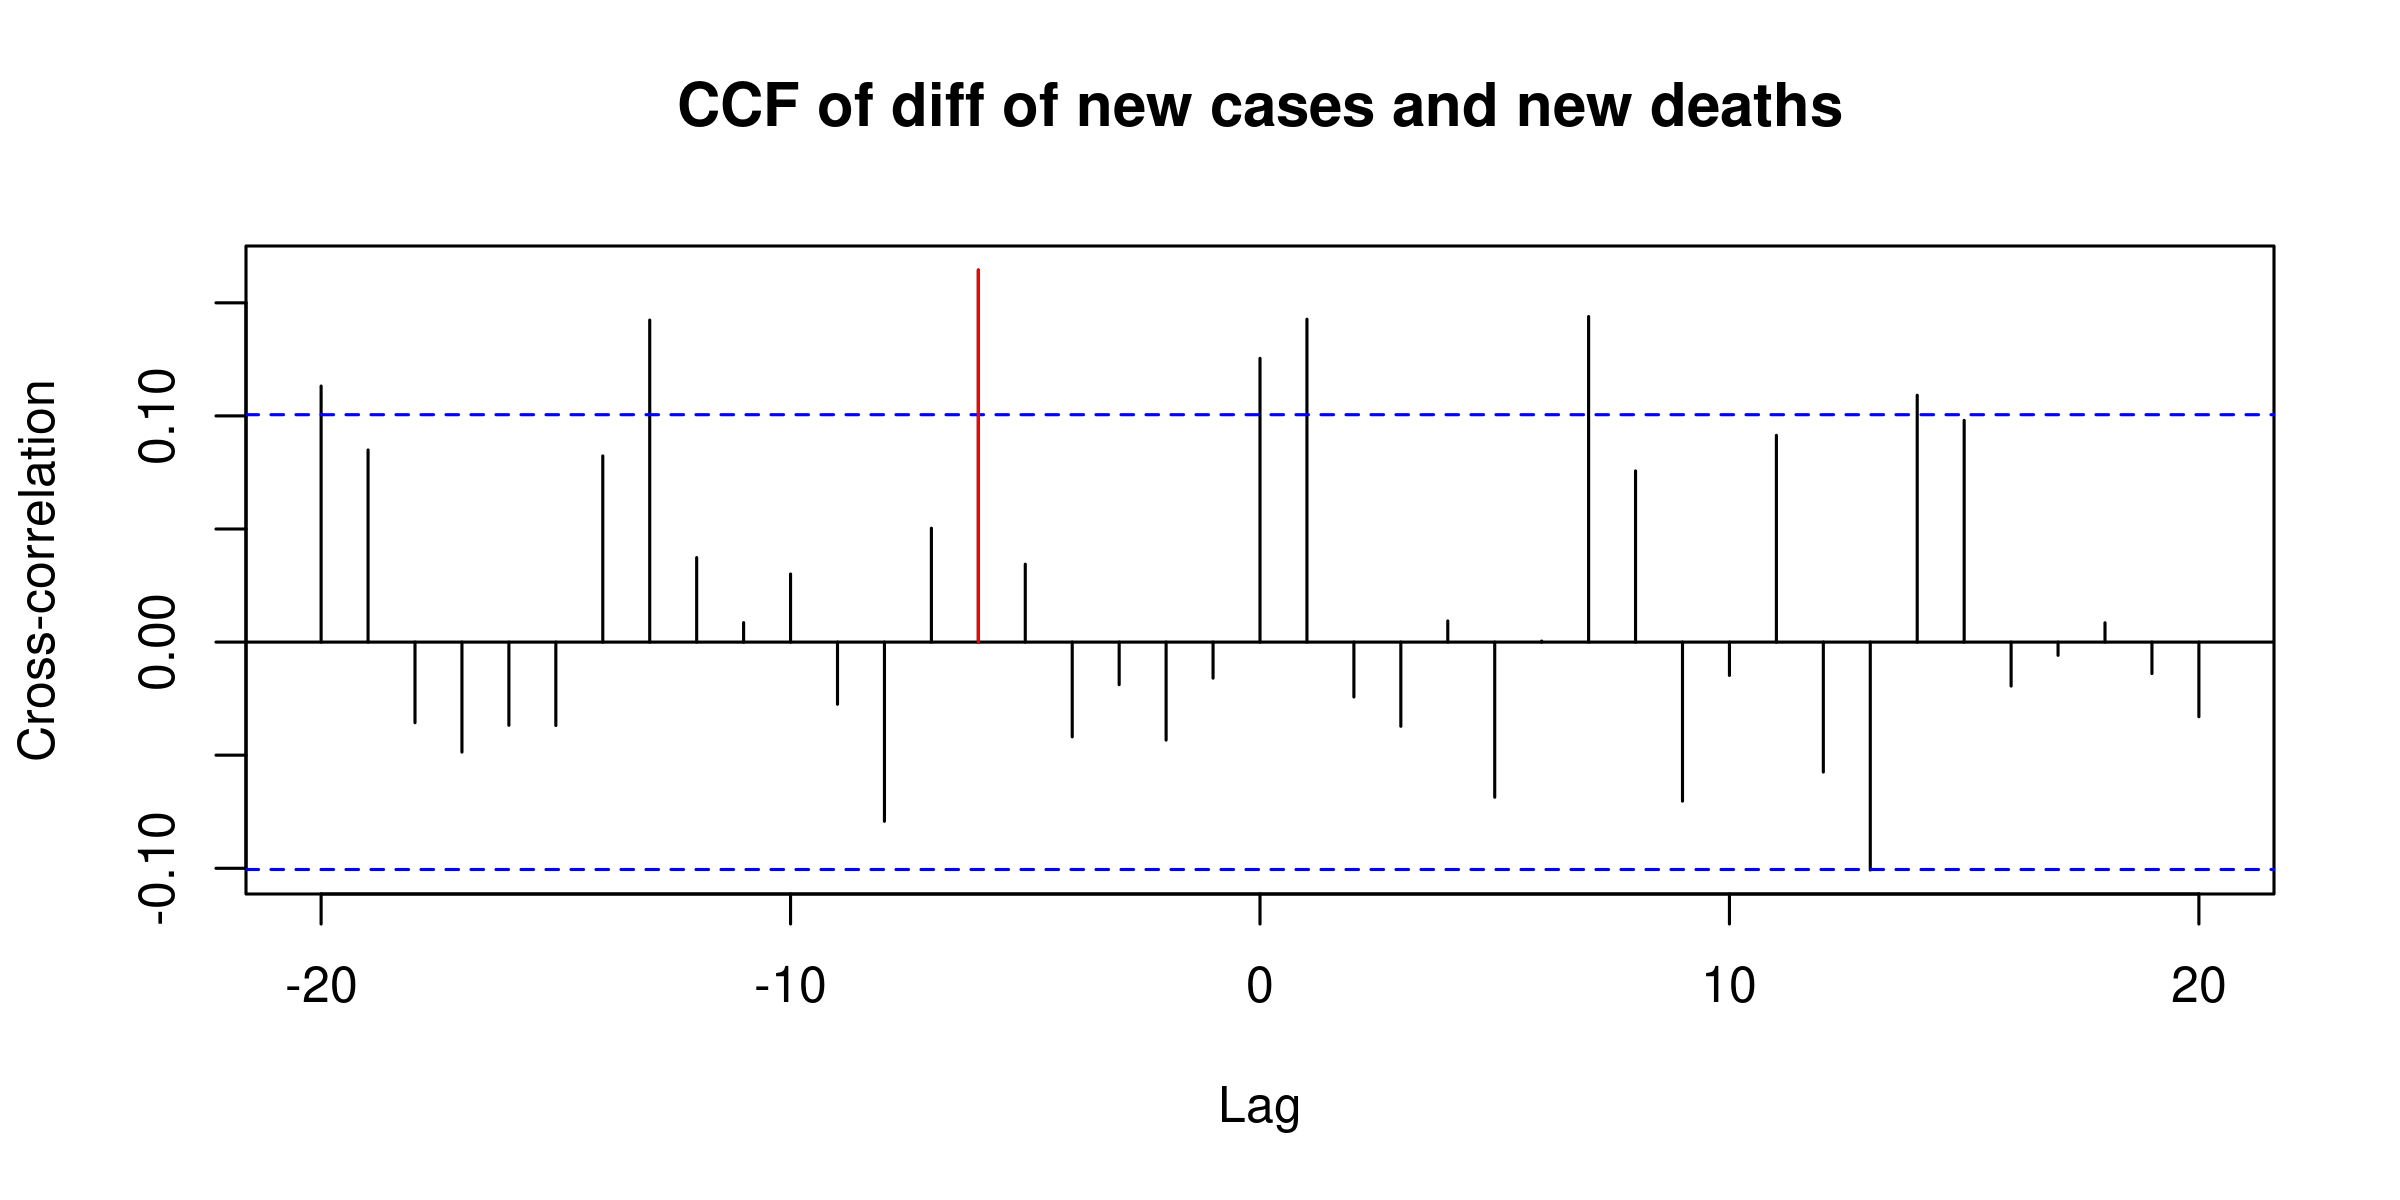 CCF of diff of new cases and new deaths
Cross-correlation
0.10
0.00
-0.10
-20 -10 0 10 20
Lag